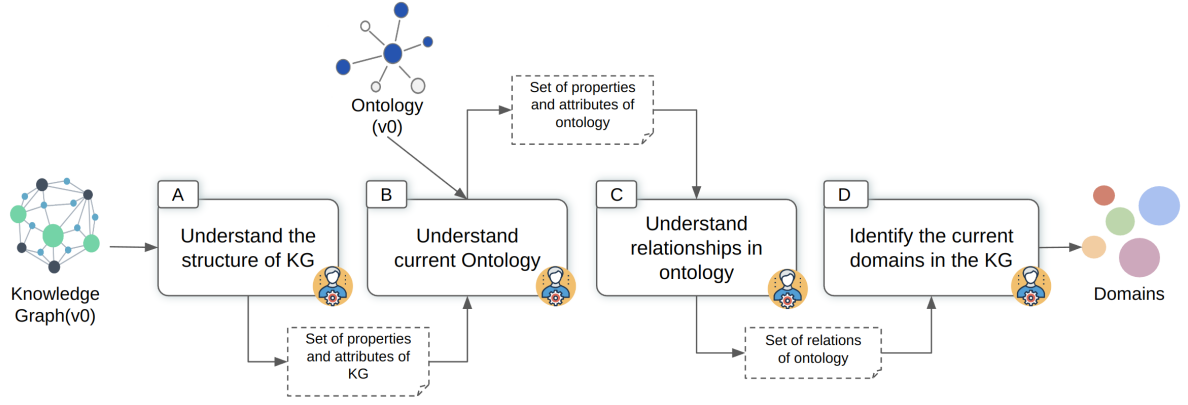 Ontology
(v0)
Set of properties
and attributes of
ontology
A
Understand the
structure of KG
B
Understand
current Ontology
C
Understand
relationships in
ontology
D
Identify the current
domains in the KG
Knowledge
Graph(v0)
Domains
Set of properties
and attributes of
KG
Set of relations
of ontology